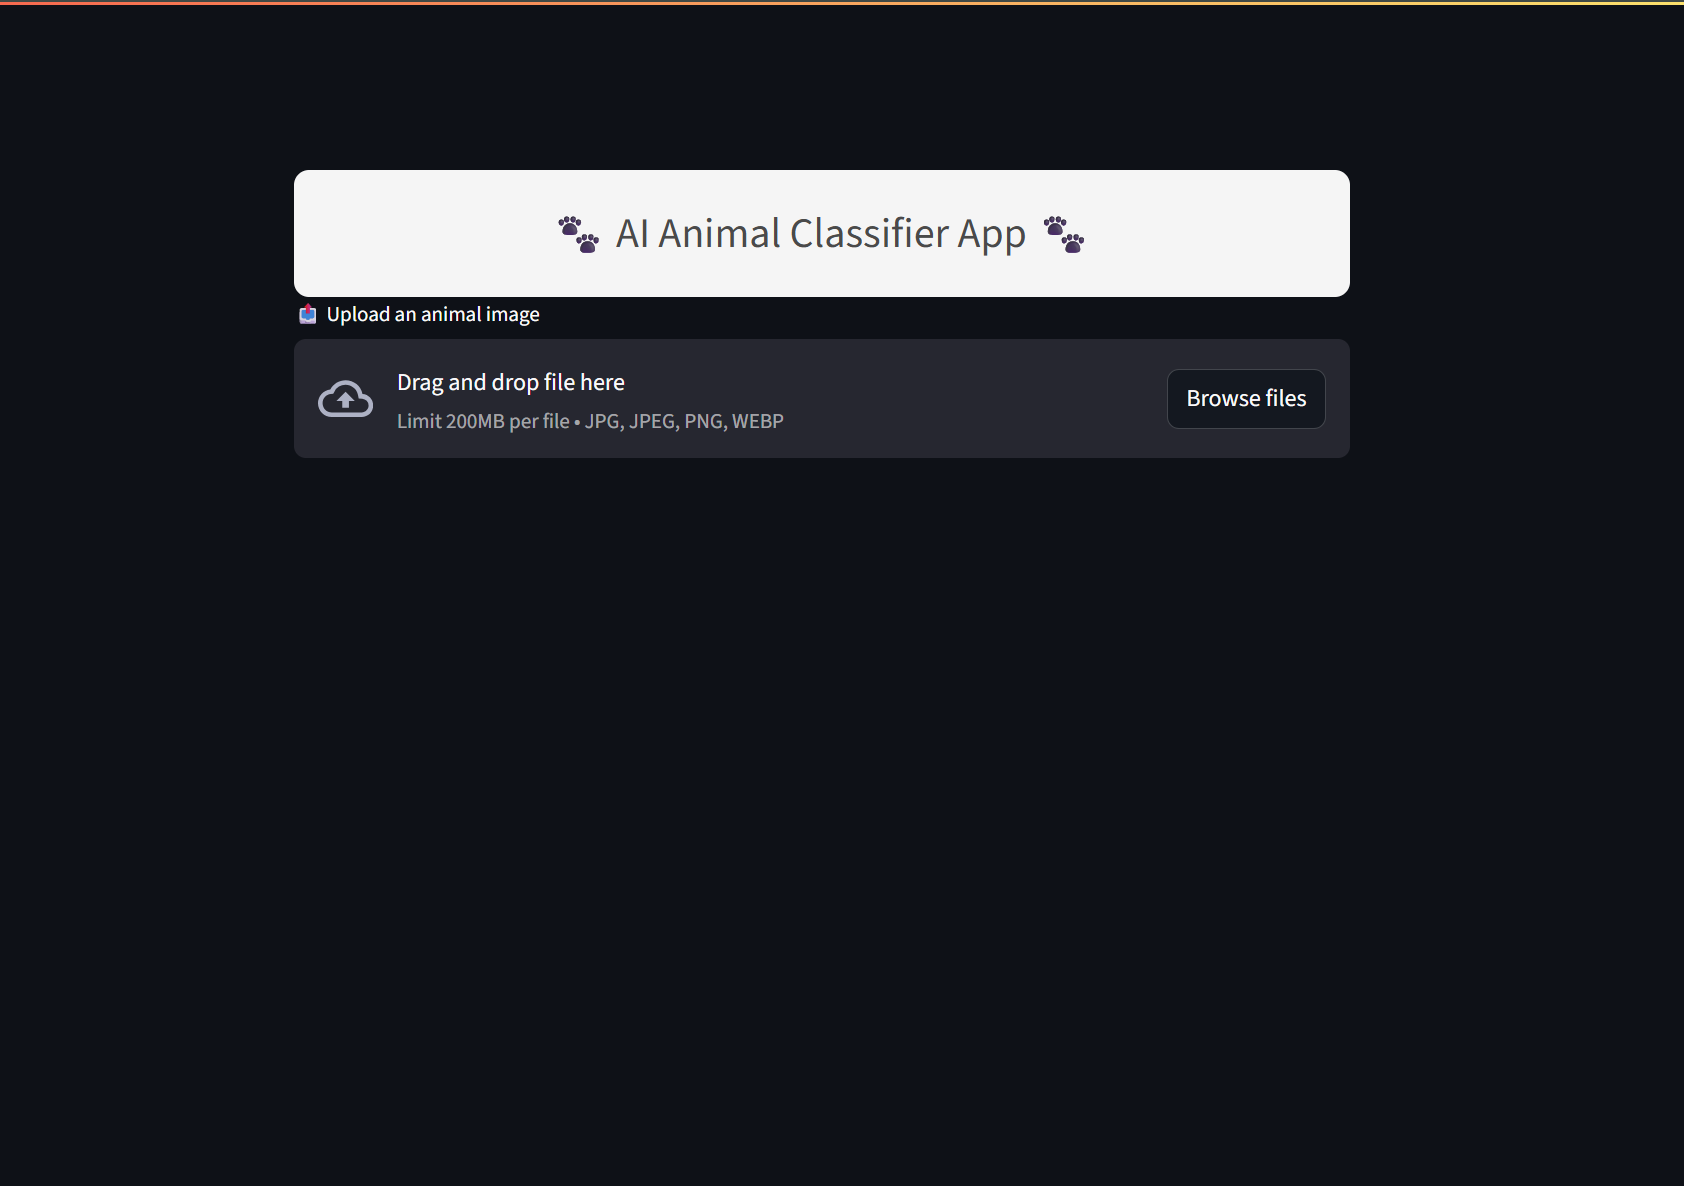 🐾 AI Animal Classifier App 🐾
📤 Upload an animal image
Drag and drop file here
Limit 200MB per file • JPG, JPEG, PNG, WEBP
Browse files